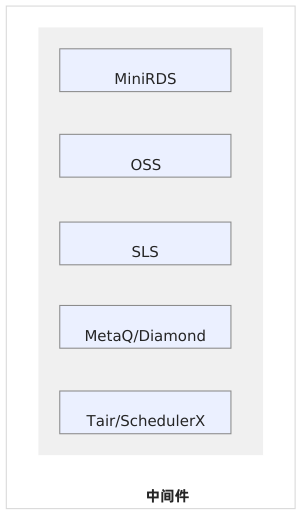 MiniRDS
OSS
SLS
MetaQ/Diamond
Tair/SchedulerX
中间件